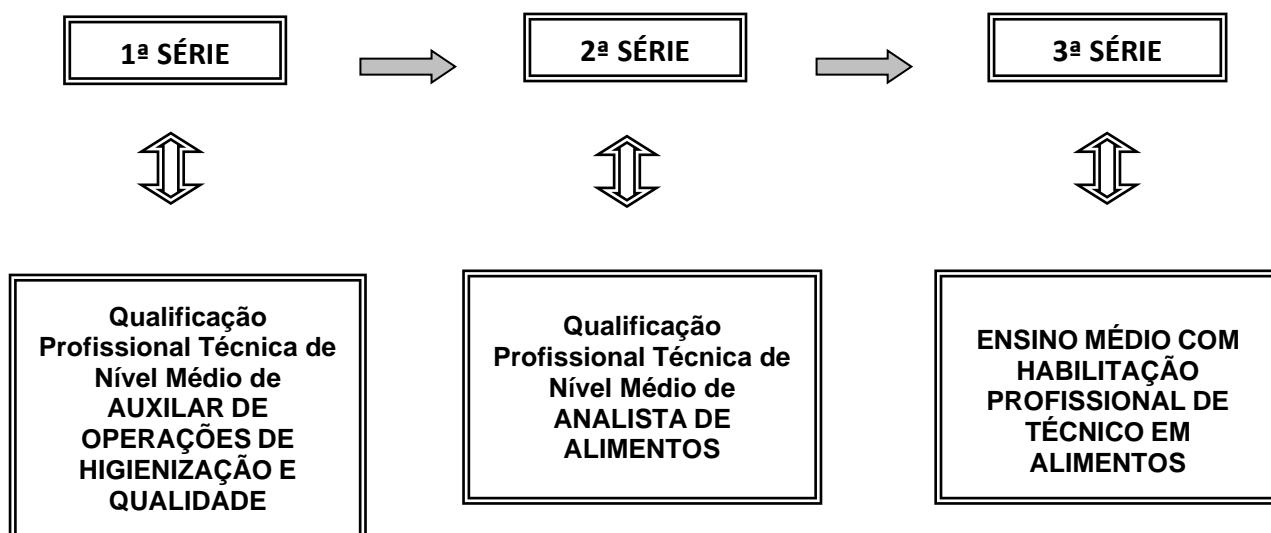 1ª SÉRIE
2ª SÉRIE
3ª SÉRIE
Qualificação
Profissional Técnica de
Nível Médio de
AUXILAR DE
OPERAÇÕES DE
HIGIENIZAÇÃO E
QUALIDADE
Qualificação
Profissional Técnica de
Nível Médio de
ANALISTA DE
ALIMENTOS
ENSINO MÉDIO COM
HABILITAÇÃO
PROFISSIONAL DE
TÉCNICO EM
ALIMENTOS